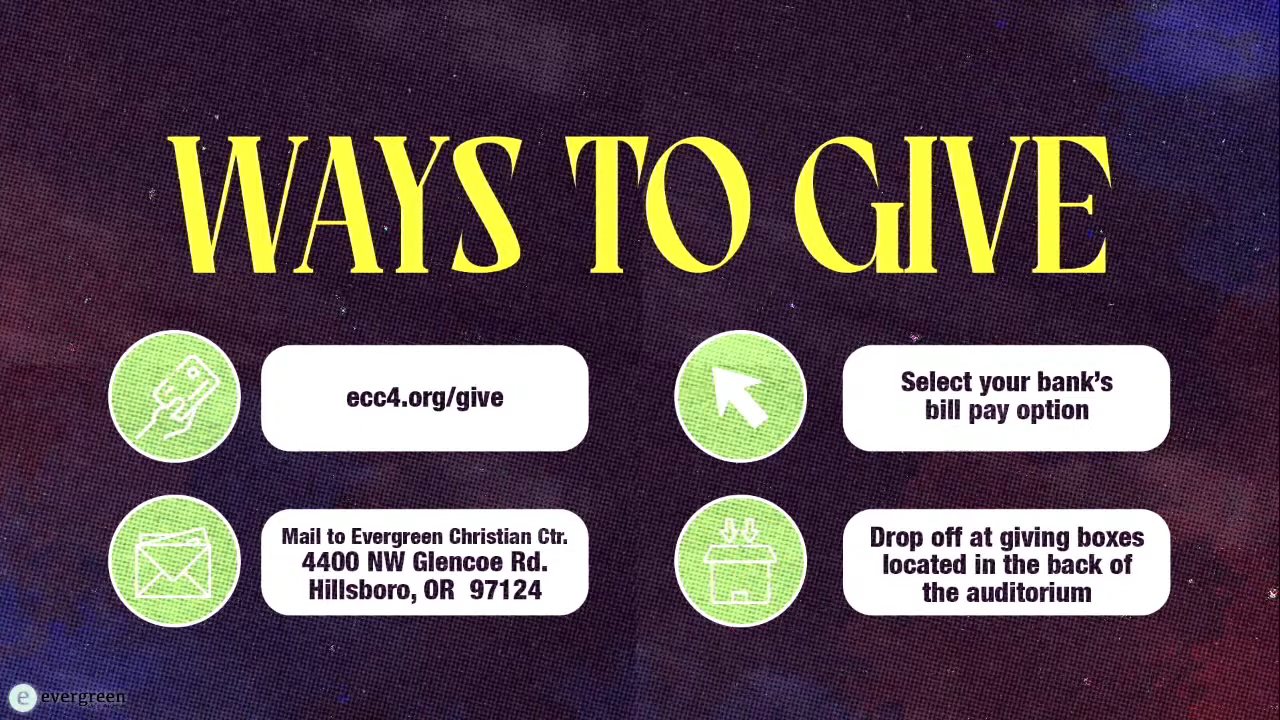 WAYS TO GIVE
ecc4.org/give
Select your bank's
bill pay option
Mail to Evergreen Christian Ctr.
4400 NW Glencoe Rd.
Hillsboro, OR 97124
Drop off at giving boxes
located in the back of
the auditorium
e evergreen